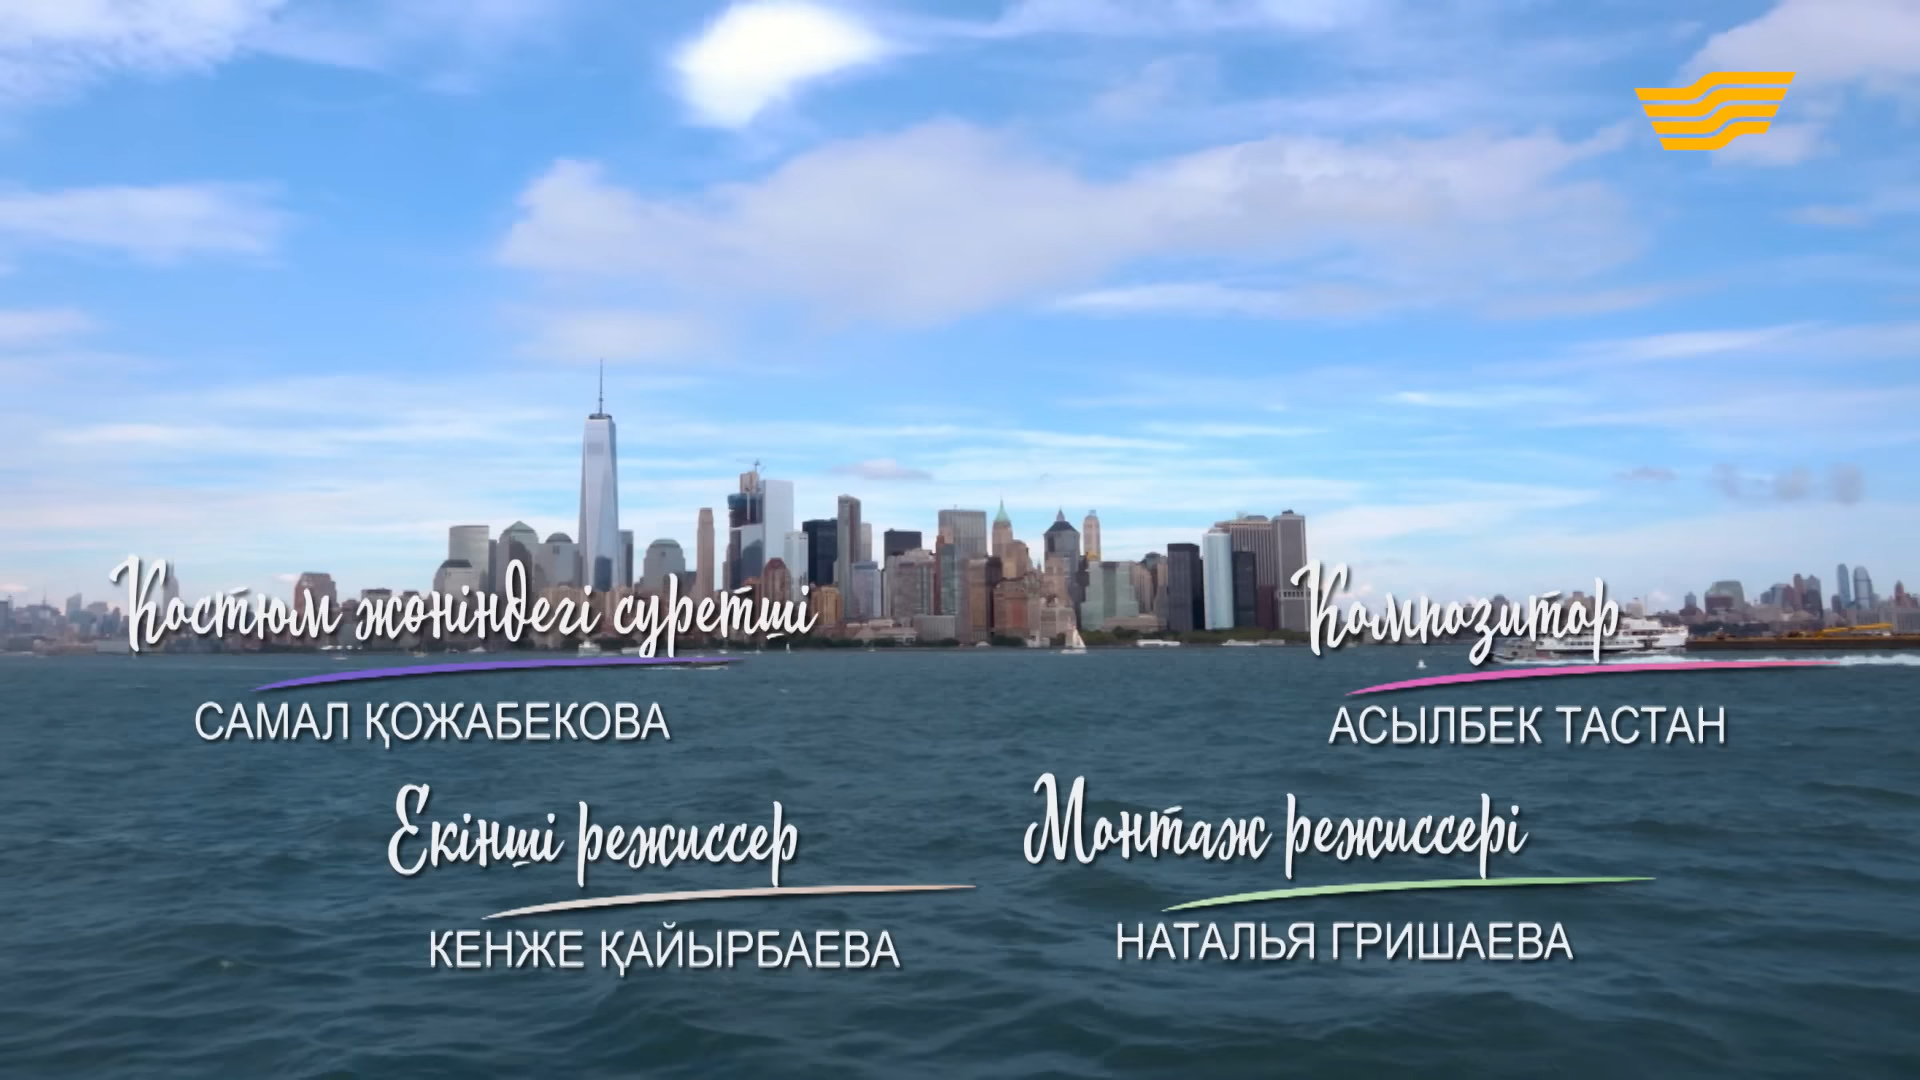 Костюм жөніндегі суретші
САМАЛ ҚОЖАБЕКОВА
Композитор
АСЫЛБЕК ТАСТАН
Екінші режиссер
КЕНЖЕ ҚАЙЫРБАЕВА
Монтаж режиссері
НАТАЛЬЯ ГРИШАЕВА